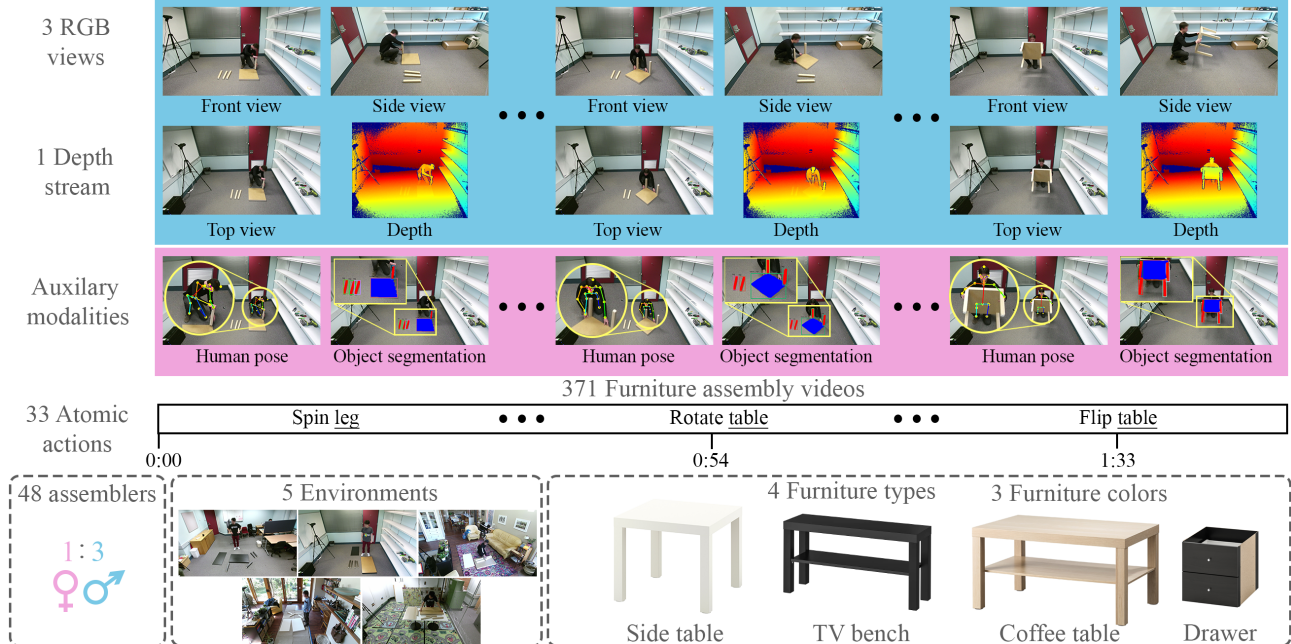 3 RGB
views
Front view
Side view
Front view
Side view
Front view
Side view
1 Depth
stream
Top view
Depth
Top view
Depth
Top view
Depth
Auxilary
modalities
Human pose
Object segmentation
Human pose
Object segmentation
Human pose
Object segmentation
371 Furniture assembly videos
33 Atomic
actions
Spin leg
Rotate table
Flip table
0:00
0:54
1:33
48 assemblers
1 : 3
5 Environments
4 Furniture types
3 Furniture colors
Side table
TV bench
Coffee table
Drawer